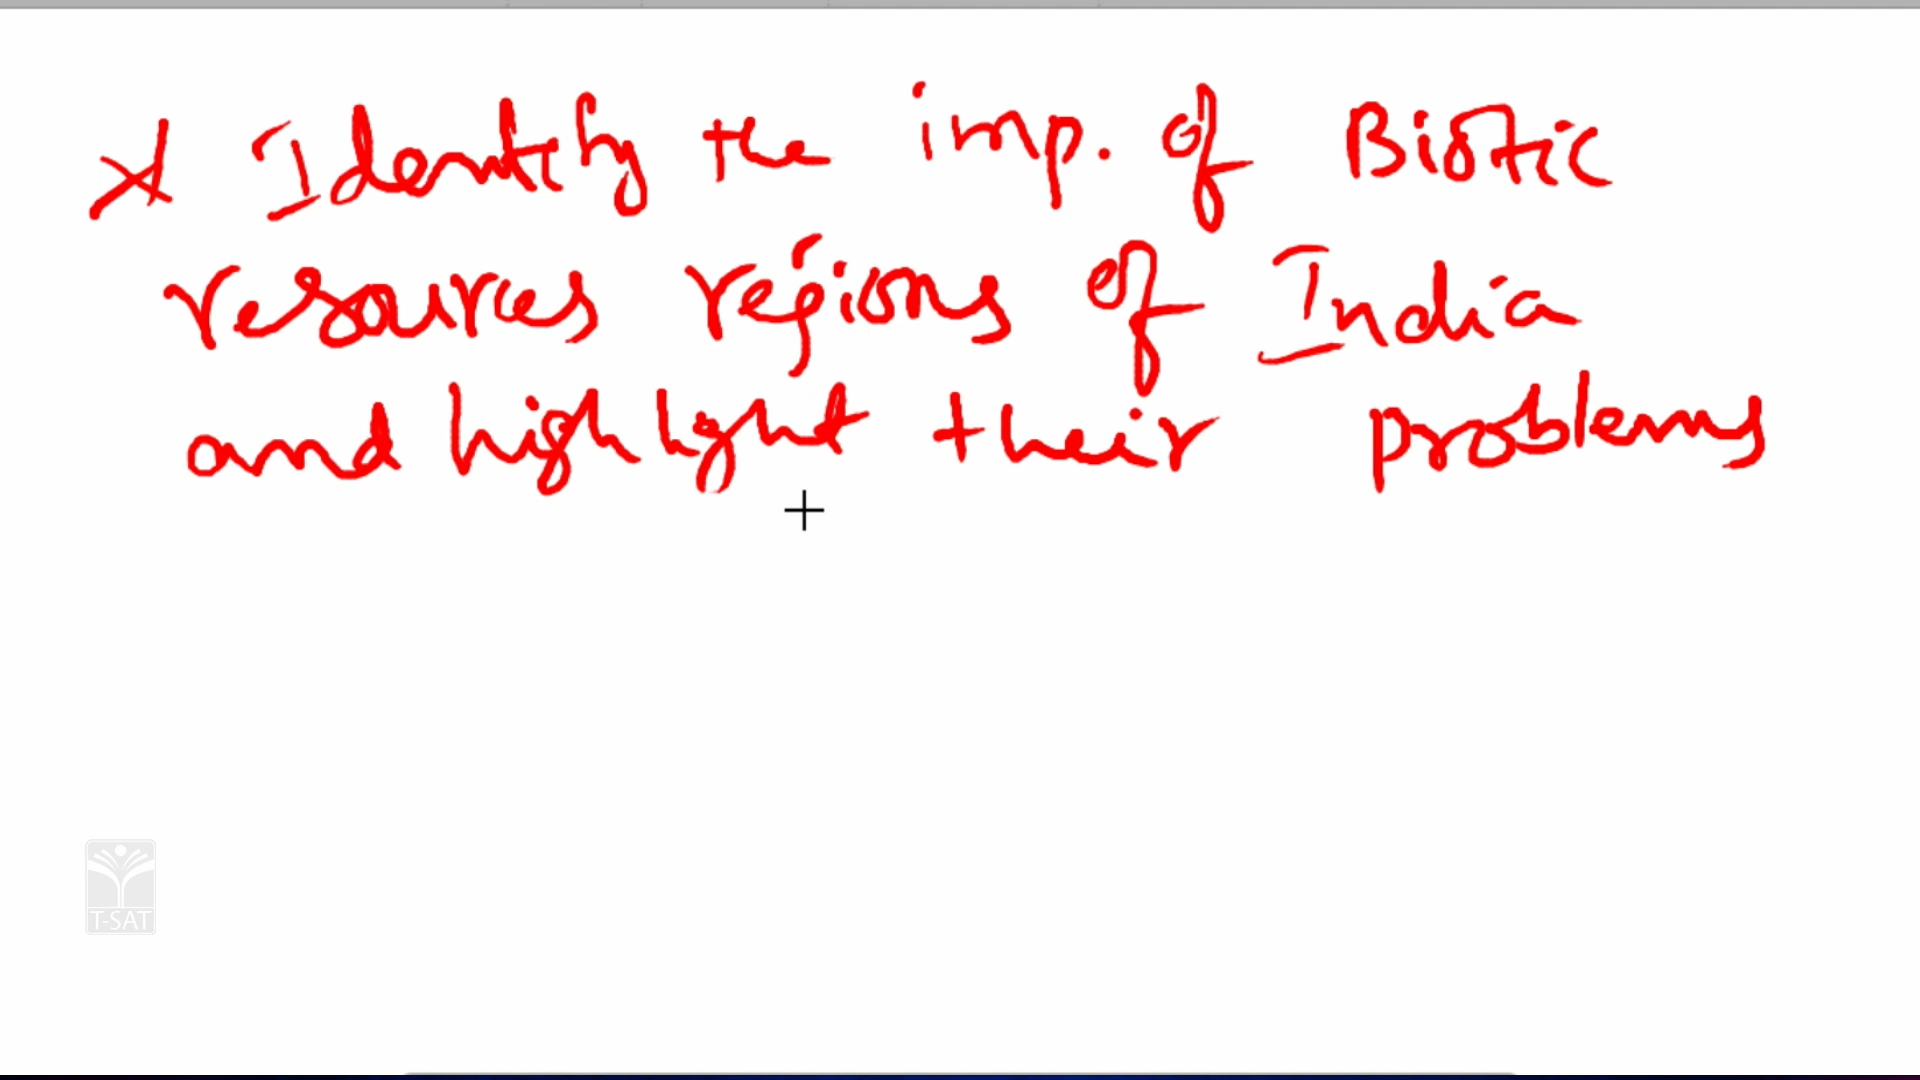 * Identify the imp. of Biotic
resources regions of India
and highlight their problems
T-SAT